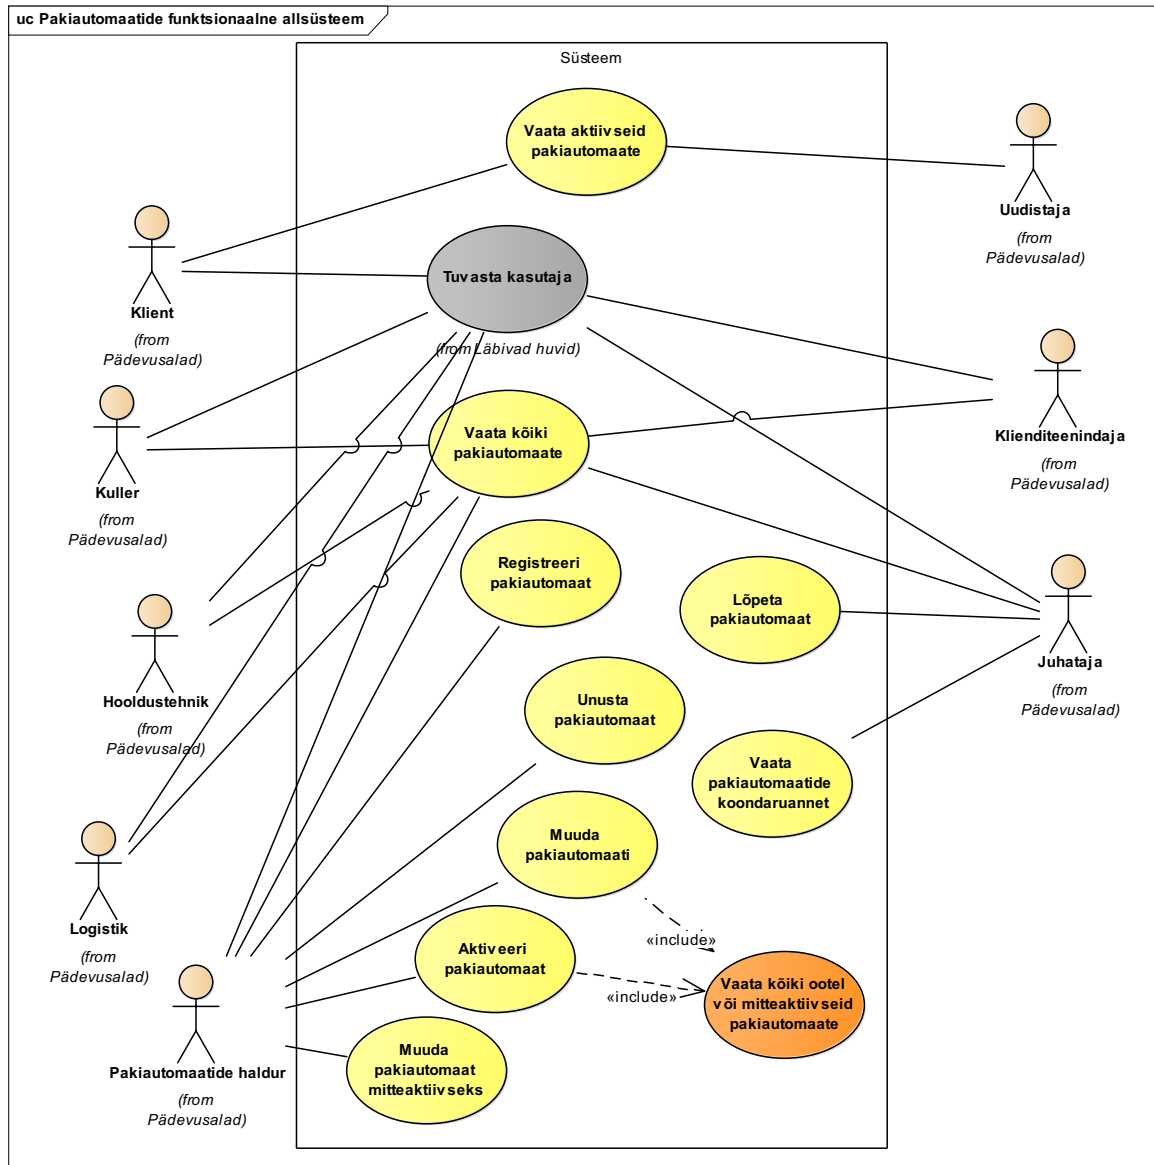 uc Pakiautomaatide funktsionaalne allsüsteem
Süsteem
Vaata aktiivseid
pakiautomaate
Uudistaja
(from
Pädevusalad)
Klient
(from
Pädevusalad)
Tuvasta kasutaja
(from Läbivad huvid)
Klienditeenindaja
(from
Pädevusalad)
Kuller
(from
Pädevusalad)
Vaata kõiki
pakiautomaate
Registreeri
pakiautomaat
Lõpeta
pakiautomaat
Juhataja
(from
Pädevusalad)
Hooldustehnik
(from
Pädevusalad)
Unusta
pakiautomaat
Vaata
pakiautomaatide
koondaruannet
Muuda
pakiautomaati
Logistik
(from
Pädevusalad)
Aktiveeri
pakiautomaat
«include»
«include»
Vaata kõiki ootel
või mitteaktiivseid
pakiautomaate
Pakiautomaatide haldur
(from
Pädevusalad)
Muuda
pakiautomaat
mitteaktiivseks